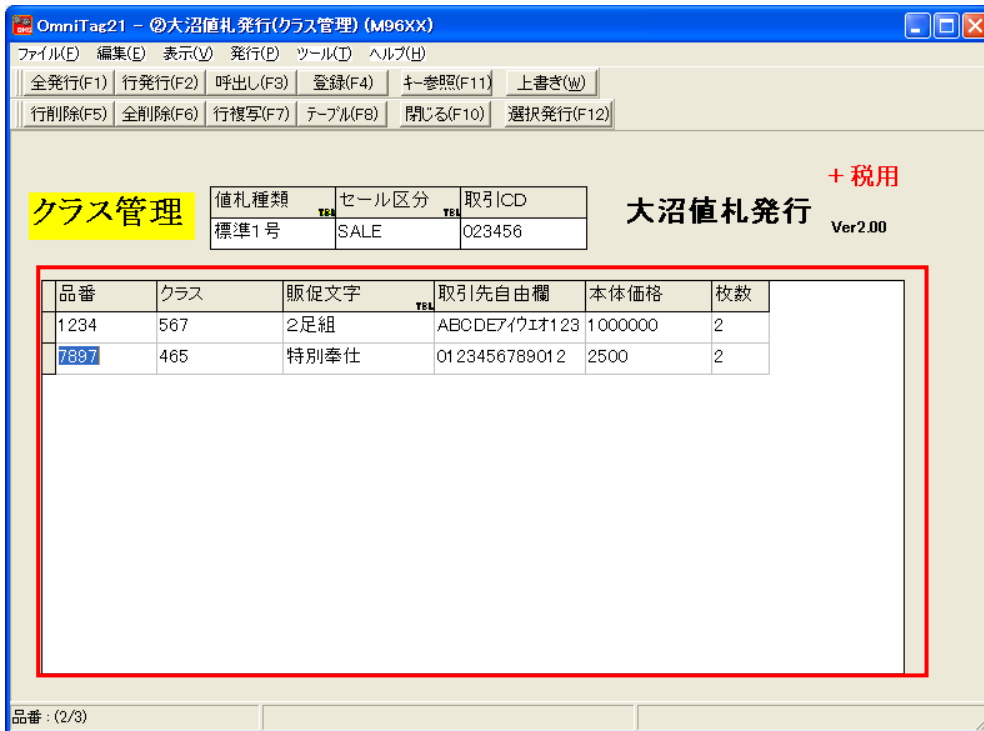 OmniTag21 - ②大沼値札発行(クラス管理) (M96XX)
ファイル(F) 編集(E) 表示(V) 発行(P) ツール(T) ヘルプ(H)
全発行(F1) 行発行(F2) 呼出し(F3) 登録(F4) キー参照(F11) 上書き(W)
行削除(F5) 全削除(F6) 行複写(F7) テーブル(F8) 閉じる(F10) 選択発行(F12)
+税用
クラス管理
値札種類 TBL セール区分 TBL 取引CD
標準1号 SALE 023456
大沼値札発行
Ver2.00
品番 クラス 販促文字 TBL 取引先自由欄 本体価格 枚数
1234 567 2足組 ABCDEアイウエオ123 1000000 2
7897 465 特別奉仕 0123456789012 2500 2
品番:(2/3)